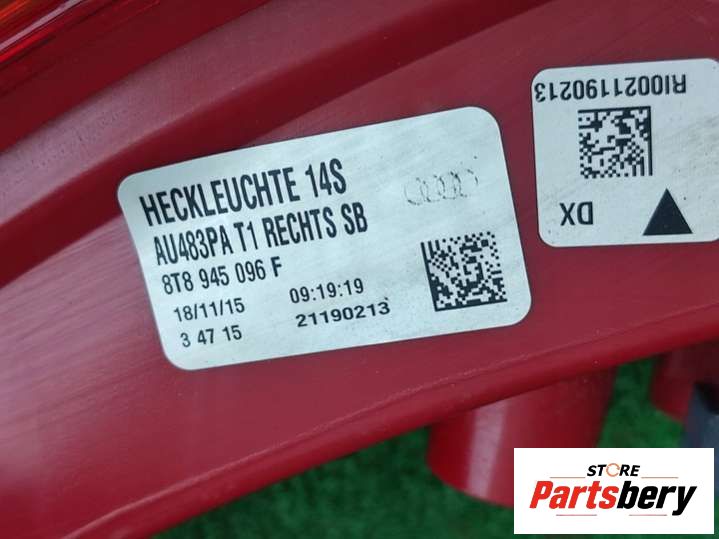 HECKLEUCHTE 14S
AU483PA T1 RECHTS SB
8T8 945 096 F
18/11/15 09:19:19
3 47 15 21190213
RI0021190213
DX
STORE
Partsbery